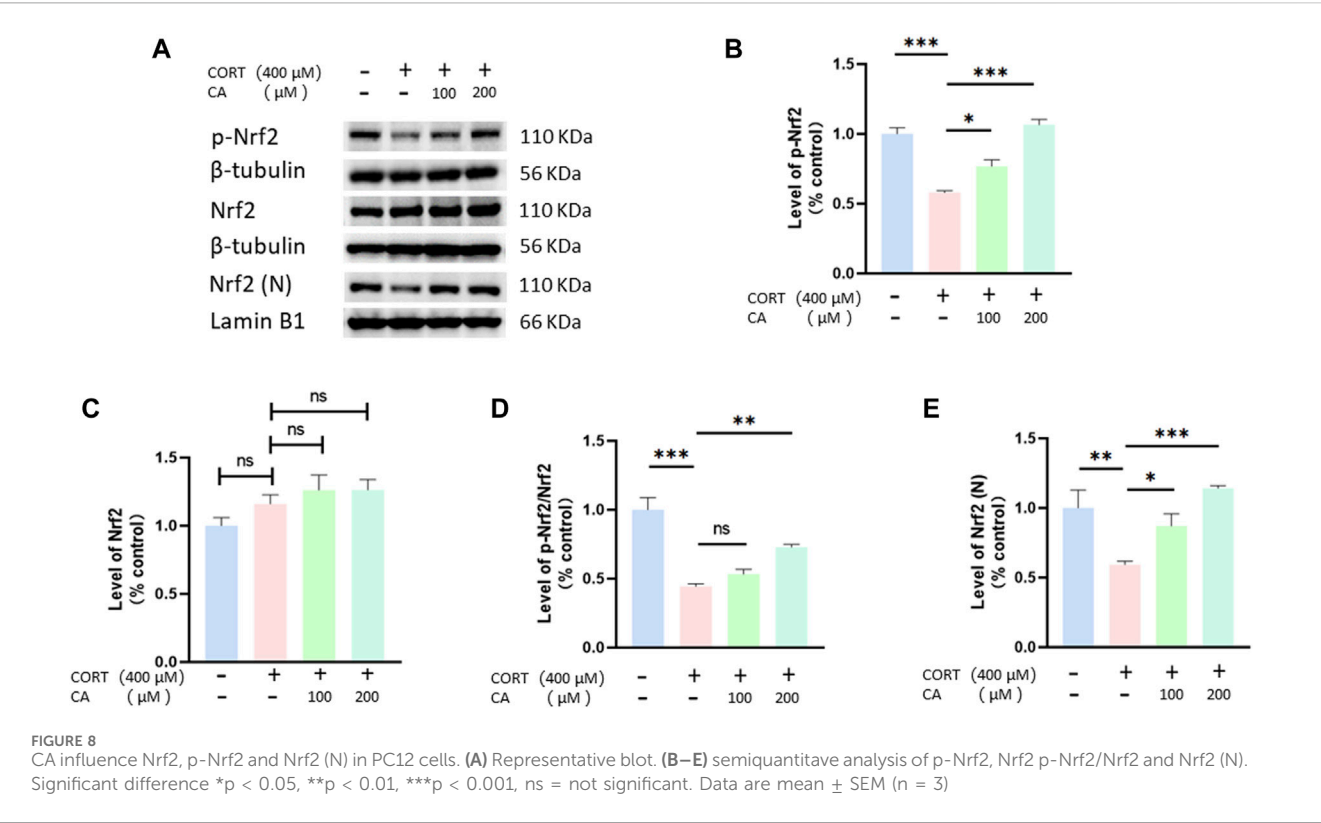 A
CORT (400 μM) – + + +
CA ( μM ) – – 100 200
p-Nrf2 110 KDa
β-tubulin 56 KDa
Nrf2 110 KDa
β-tubulin 56 KDa
Nrf2 (N) 110 KDa
Lamin B1 66 KDa
B
***
***
*
Level of p-Nrf2
(% control)
1.5
1.0
0.5
0.0
CORT (400 μM) – + + +
CA ( μM ) – – 100 200
C
ns
ns
ns
Level of Nrf2
(% control)
1.5
1.0
0.5
0.0
CORT (400 μM) – + + +
CA ( μM ) – – 100 200
D
**
***
ns
Level of p-Nrf2/Nrf2
(% control)
1.5
1.0
0.5
0.0
CORT (400 μM) – + + +
CA ( μM ) – – 100 200
E
***
**
*
Level of Nrf2 (N)
(% control)
1.5
1.0
0.5
0.0
CORT (400 μM) – + + +
CA ( μM ) – – 100 200
FIGURE 8
CA influence Nrf2, p-Nrf2 and Nrf2 (N) in PC12 cells. (A) Representative blot. (B–E) semiquantitave analysis of p-Nrf2, Nrf2 p-Nrf2/Nrf2 and Nrf2 (N).
Significant difference *p < 0.05, **p < 0.01, ***p < 0.001, ns = not significant. Data are mean ± SEM (n = 3)